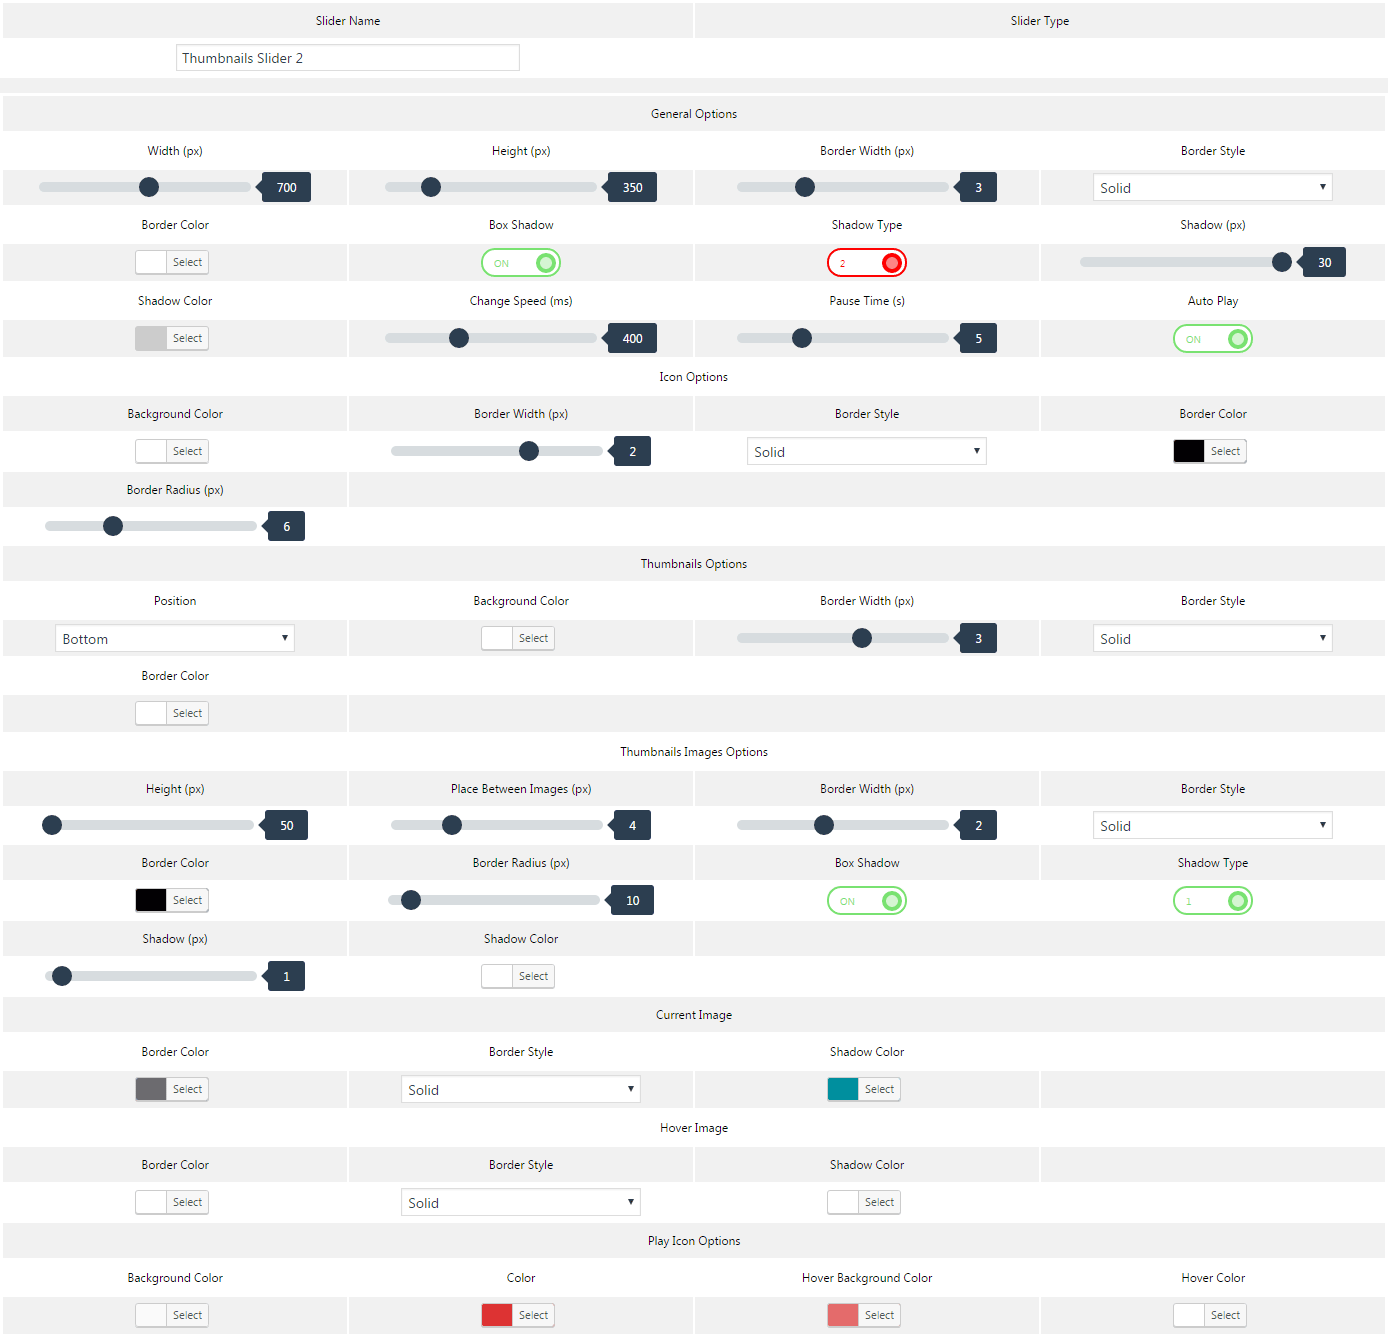 Slider Name Slider Type
Thumbnails Slider 2
General Options
Width (px) Height (px) Border Width (px) Border Style
700 350 3 Solid
Border Color Box Shadow Shadow Type Shadow (px)
Select ON 2 30
Shadow Color Change Speed (ms) Pause Time (s) Auto Play
Select 400 5 ON
Icon Options
Background Color Border Width (px) Border Style Border Color
Select 2 Solid Select
Border Radius (px)
6
Thumbnails Options
Position Background Color Border Width (px) Border Style
Bottom Select 3 Solid
Border Color
Select
Thumbnails Images Options
Height (px) Place Between Images (px) Border Width (px) Border Style
50 4 2 Solid
Border Color Border Radius (px) Box Shadow Shadow Type
Select 10 ON 1
Shadow (px) Shadow Color
1 Select
Current Image
Border Color Border Style Shadow Color
Select Solid Select
Hover Image
Border Color Border Style Shadow Color
Select Solid Select
Play Icon Options
Background Color Color Hover Background Color Hover Color
Select Select Select Select